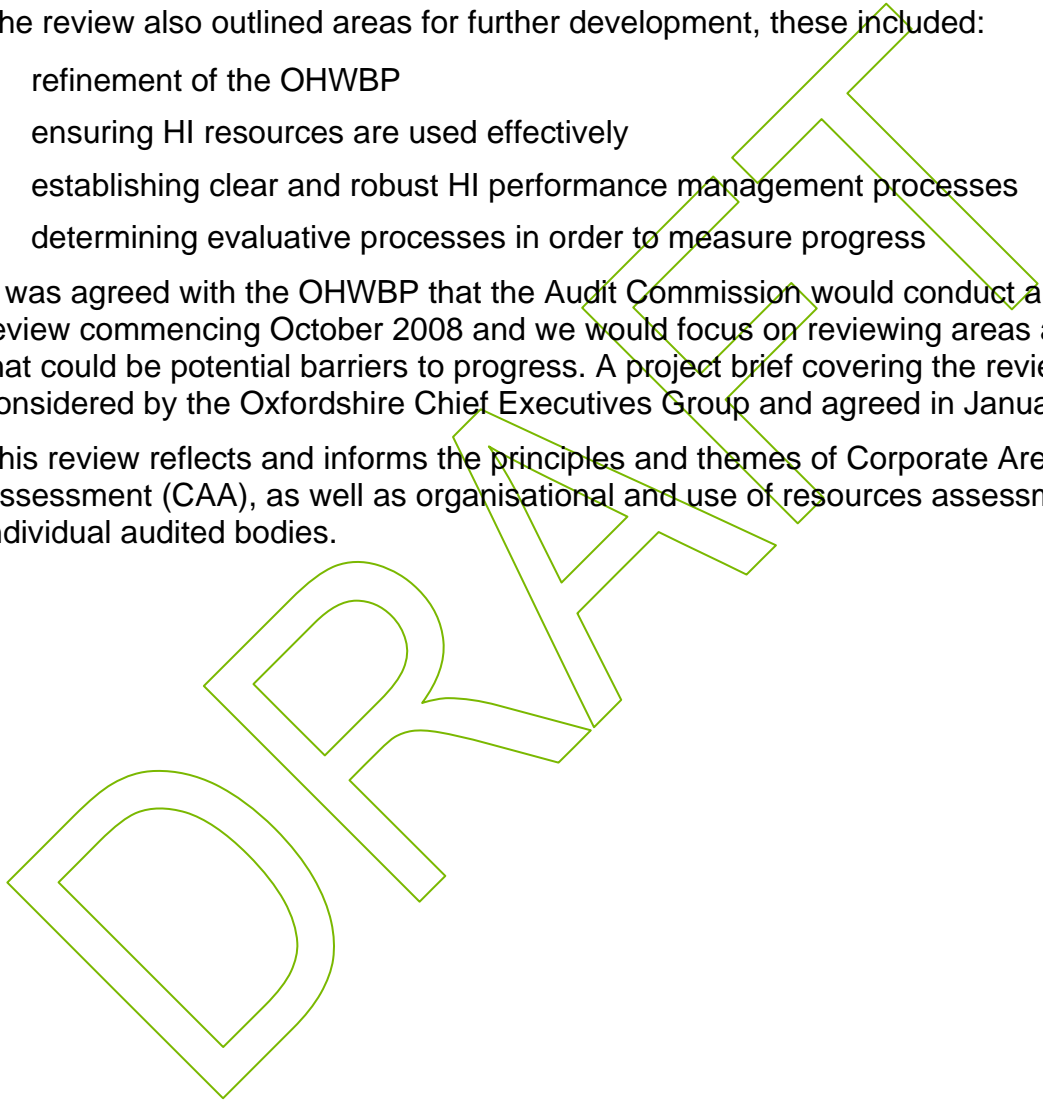 he review also outlined areas for further development, these included:
refinement of the OHWBP
ensuring HI resources are used effectively
establishing clear and robust HI performance management processes
determining evaluative processes in order to measure progress
was agreed with the OHWBP that the Audit Commission would conduct a
eview commencing October 2008 and we would focus on reviewing areas a
hat could be potential barriers to progress. A project brief covering the revie
onsidered by the Oxfordshire Chief Executives Group and agreed in Janua
his review reflects and informs the principles and themes of Corporate Are
ssessment (CAA), as well as organisational and use of resources assessm
ndividual audited bodies.
DRAFT